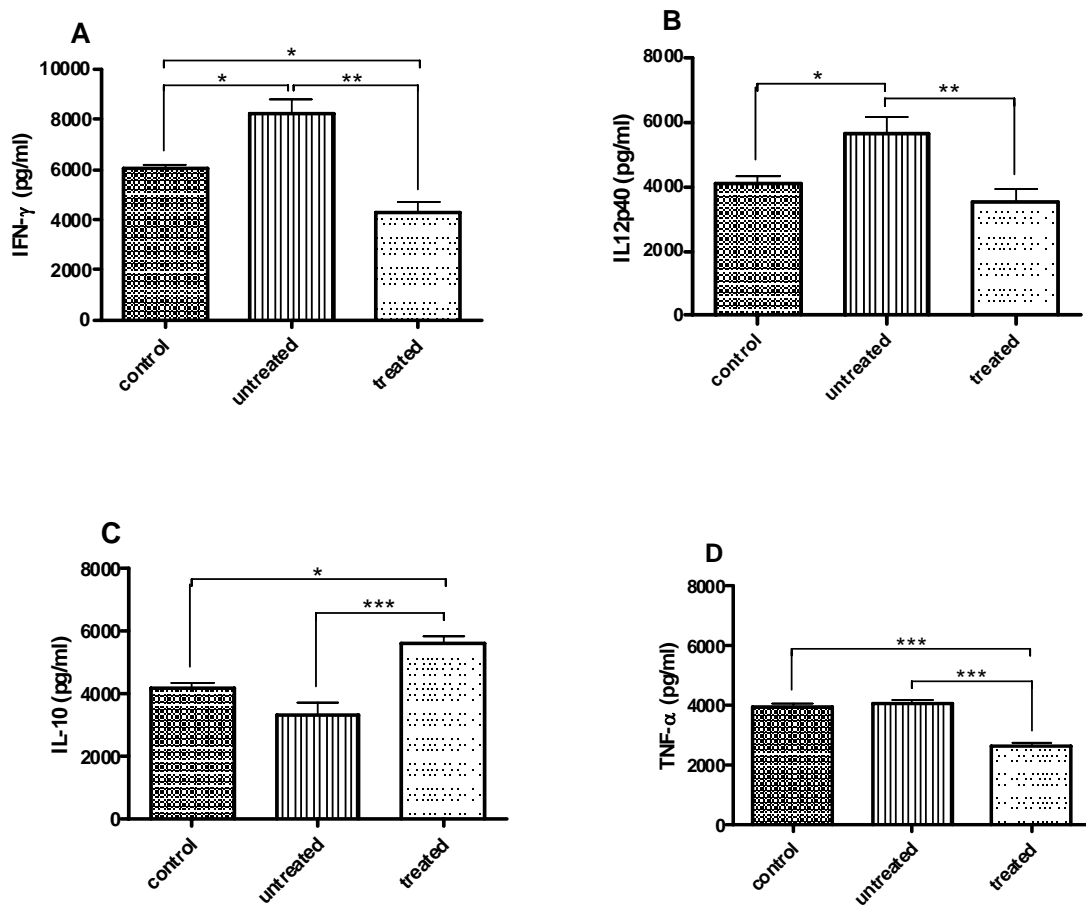 A
IFN-γ (pg/ml)
10000
8000
6000
4000
2000
0
*
*
**
control
untreated
treated
B
IL12p40 (pg/ml)
8000
6000
4000
2000
0
*
**
control
untreated
treated
C
IL-10 (pg/ml)
8000
6000
4000
2000
0
*
***
control
untreated
treated
D
TNF-α (pg/ml)
8000
6000
4000
2000
0
***
***
control
untreated
treated